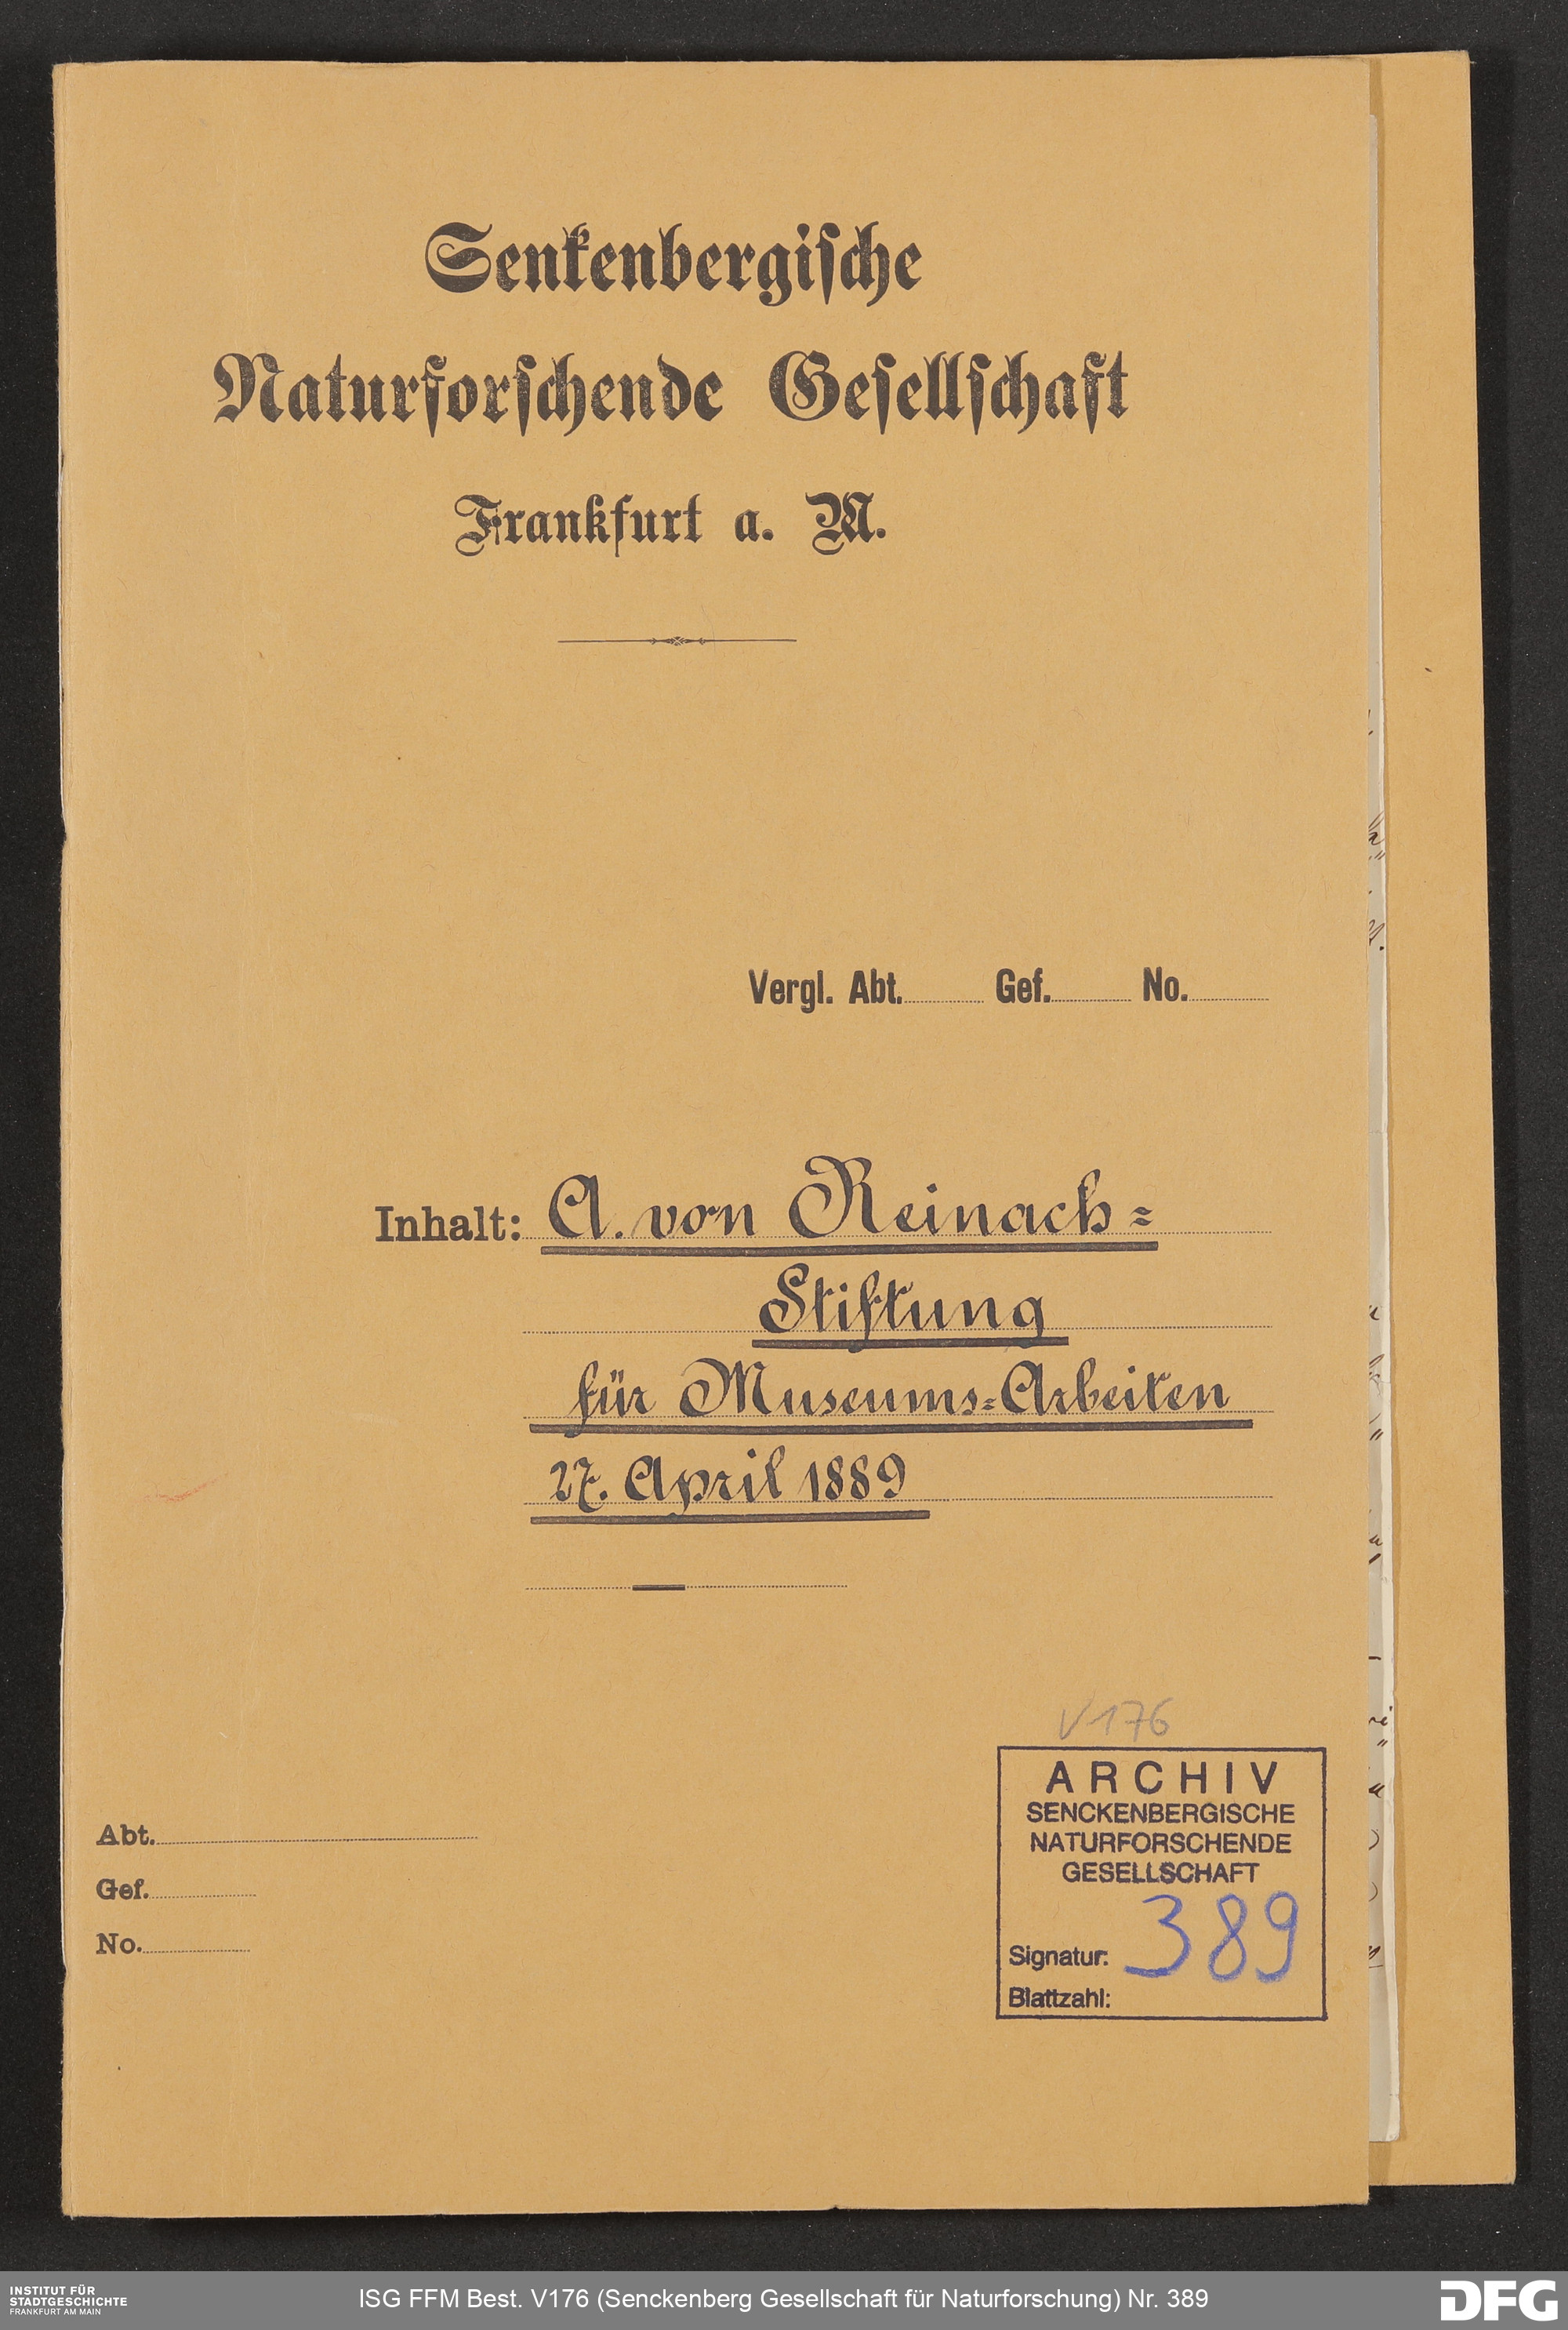 Senkenbergische
Naturforschende Gesellschaft
Frankfurt a. M.
Vergl. Abt. Gef. No.
Inhalt: A. von Reinach=
Stiftung
für Museums=Arbeiten
27. April 1889
V 176
ARCHIV
SENCKENBERGISCHE
NATURFORSCHENDE
GESELLSCHAFT
Signatur: 389
Blattzahl:
Abt.
Gef.
No.
INSTITUT FÜR
STADTGESCHICHTE
FRANKFURT AM MAIN
ISG FFM Best. V176 (Senckenberg Gesellschaft für Naturforschung) Nr. 389
DFG